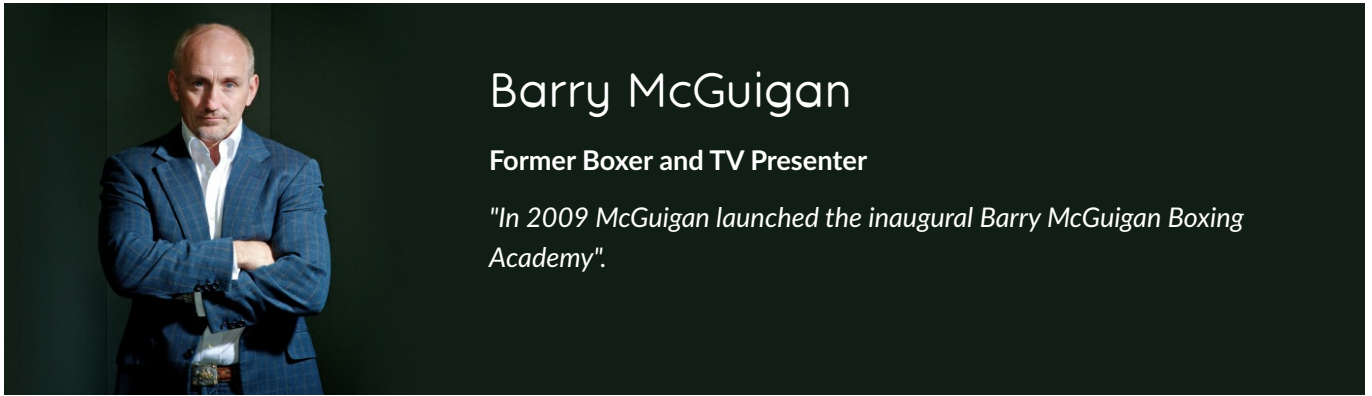 Barry McGuigan
Former Boxer and TV Presenter
"In 2009 McGuigan launched the inaugural Barry McGuigan Boxing
Academy".